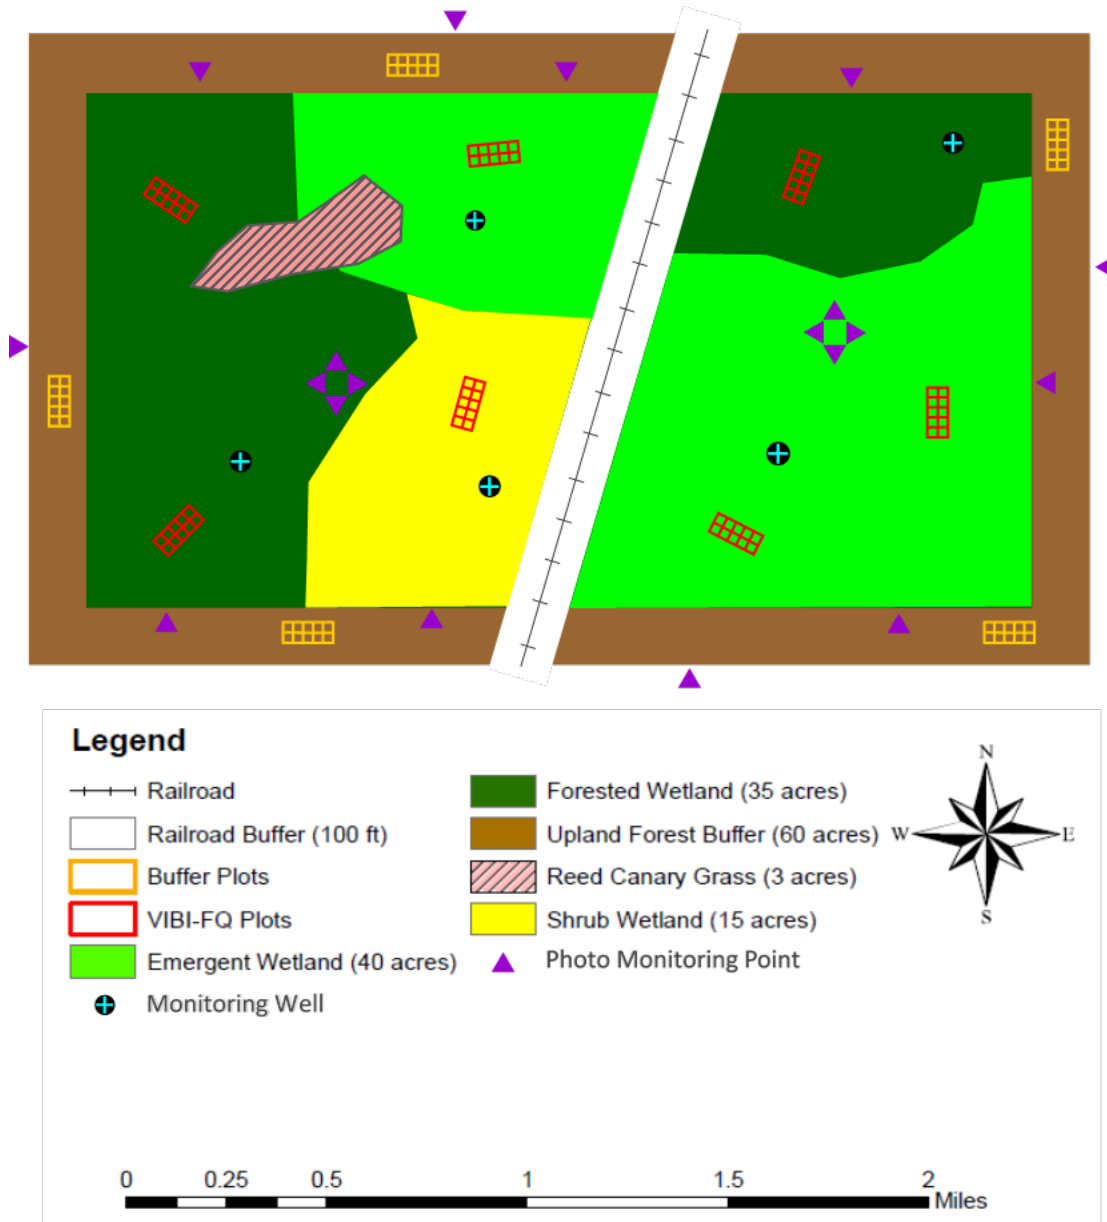 Legend
Railroad
Railroad Buffer (100 ft)
Buffer Plots
VIBI-FQ Plots
Emergent Wetland (40 acres)
Monitoring Well
Forested Wetland (35 acres)
Upland Forest Buffer (60 acres)
Reed Canary Grass (3 acres)
Shrub Wetland (15 acres)
Photo Monitoring Point
N
W E
S
0 0.25 0.5 1 1.5 2
Miles